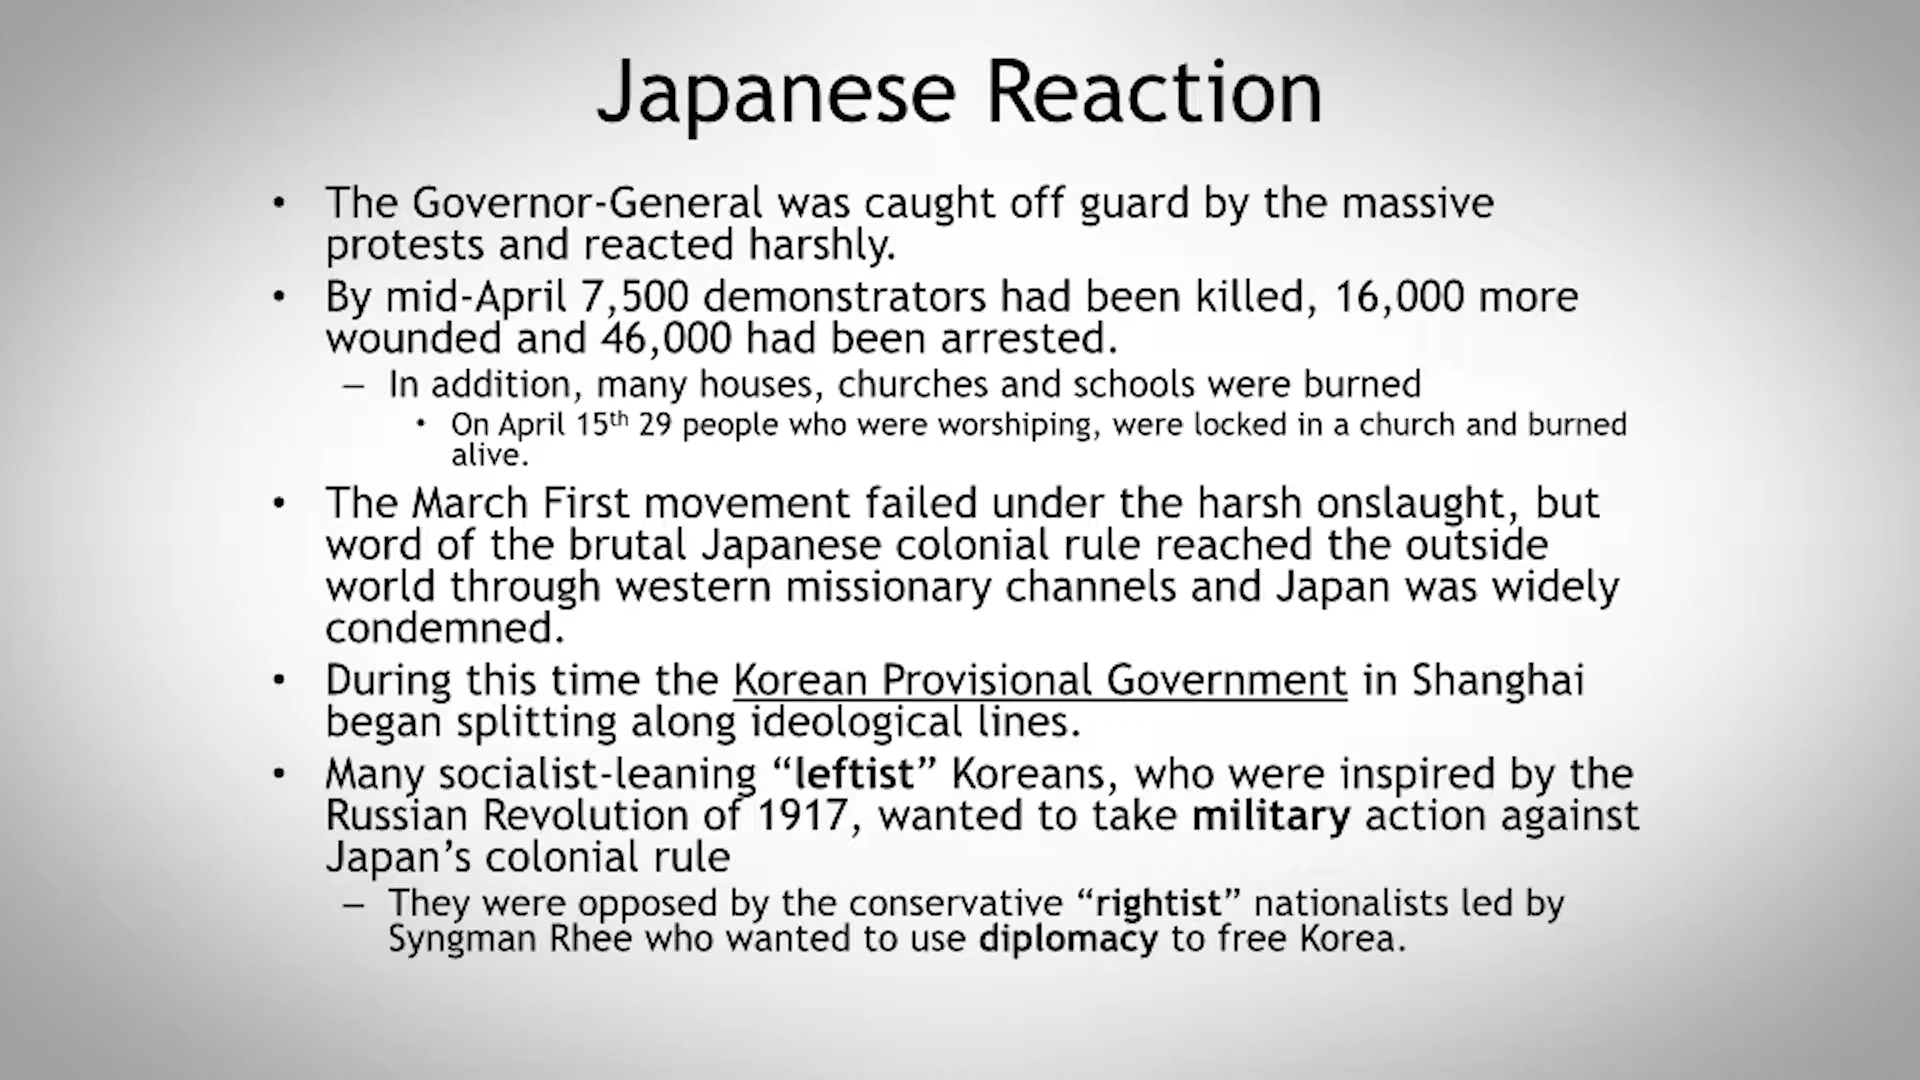 Japanese Reaction
• The Governor-General was caught off guard by the massive
protests and reacted harshly.
• By mid-April 7,500 demonstrators had been killed, 16,000 more
wounded and 46,000 had been arrested.
– In addition, many houses, churches and schools were burned
• On April 15th 29 people who were worshiping, were locked in a church and burned
alive.
• The March First movement failed under the harsh onslaught, but
word of the brutal Japanese colonial rule reached the outside
world through western missionary channels and Japan was widely
condemned.
• During this time the Korean Provisional Government in Shanghai
began splitting along ideological lines.
• Many socialist-leaning “leftist” Koreans, who were inspired by the
Russian Revolution of 1917, wanted to take military action against
Japan’s colonial rule
– They were opposed by the conservative “rightist” nationalists led by
Syngman Rhee who wanted to use diplomacy to free Korea.